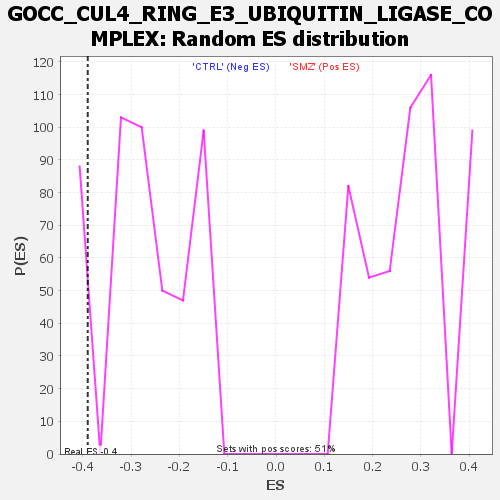 GOCC_CUL4_RING_E3_UBIQUITIN_LIGASE_CO
MPLEX: Random ES distribution
'CTRL' (Neg ES) 'SMZ' (Pos ES)
120
110
100
90
80
70
60
50
40
30
20
10
0
P(ES)
Real ES -0.4
Sets with pos scores: 51%
-0.4 -0.3 -0.2 -0.1 0.0 0.1 0.2 0.3 0.4
ES